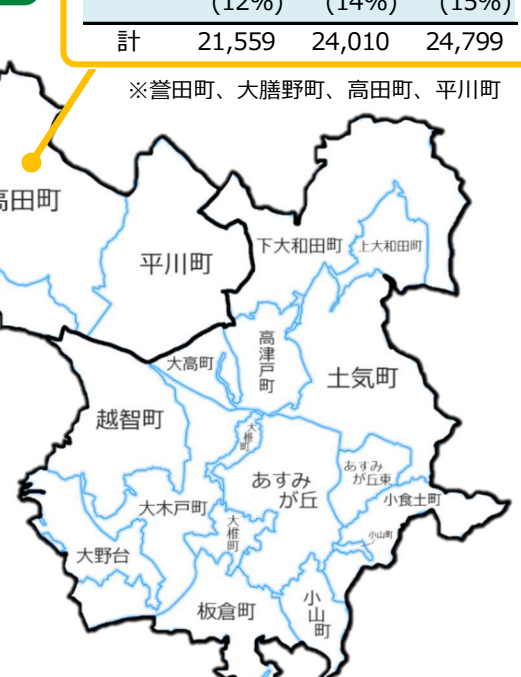 (12%) (14%) (15%)
計 21,559 24,010 24,799
※誉田町、大膳野町、高田町、平川町
高田町
平川町
下大和田町
上大和田町
高津戸町
大高町
土気町
越智町
大椎町
あすみ
が丘
あすみ
が丘東
小食土町
大木戸町
大椎町
小山町
大野台
板倉町
小山町